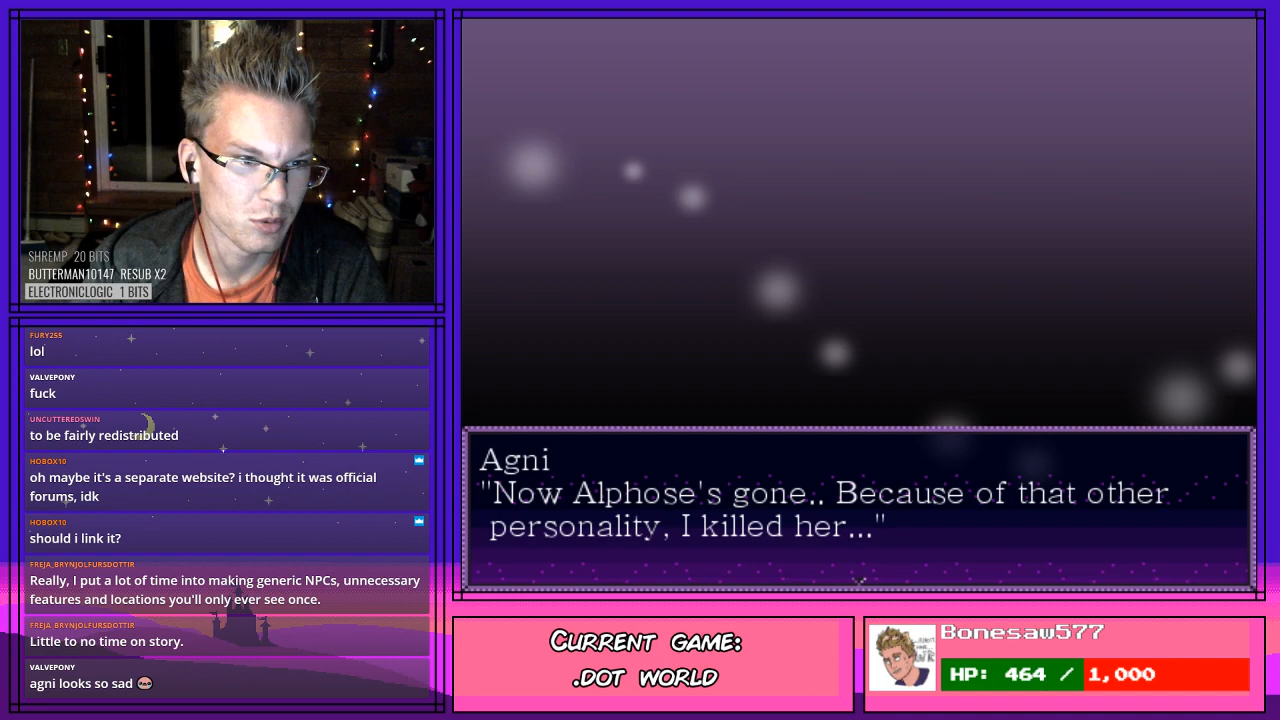 SHREMP 20 BITS
BUTTERMAN10147 RESUB X2
ELECTRONICLOGIC 1 BITS
FURY255
lol
VALVEPONY
fuck
UNCUTTEREDSWIN
to be fairly redistributed
HOBOX10
oh maybe it's a separate website? i thought it was official
forums, idk
HOBOX10
should i link it?
FREJA_BRYNJOLFURSDOTTIR
Really, I put a lot of time into making generic NPCs, unnecessary
features and locations you'll only ever see once.
FREJA_BRYNJOLFURSDOTTIR
Little to no time on story.
VALVEPONY
agni looks so sad
Agni
"Now Alphose's gone.. Because of that other
personality, I killed her..."
CURRENT GAME:
.DOT WORLD
Bonesaw577
HP: 464 / 1,000